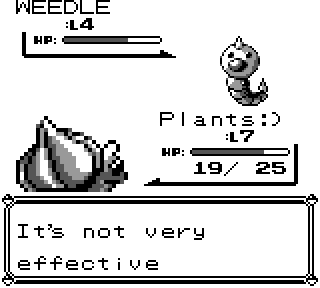 WEEDLE
:L4
HP:
Plants:)
:L7
HP:
19/ 25
It's not very
effective